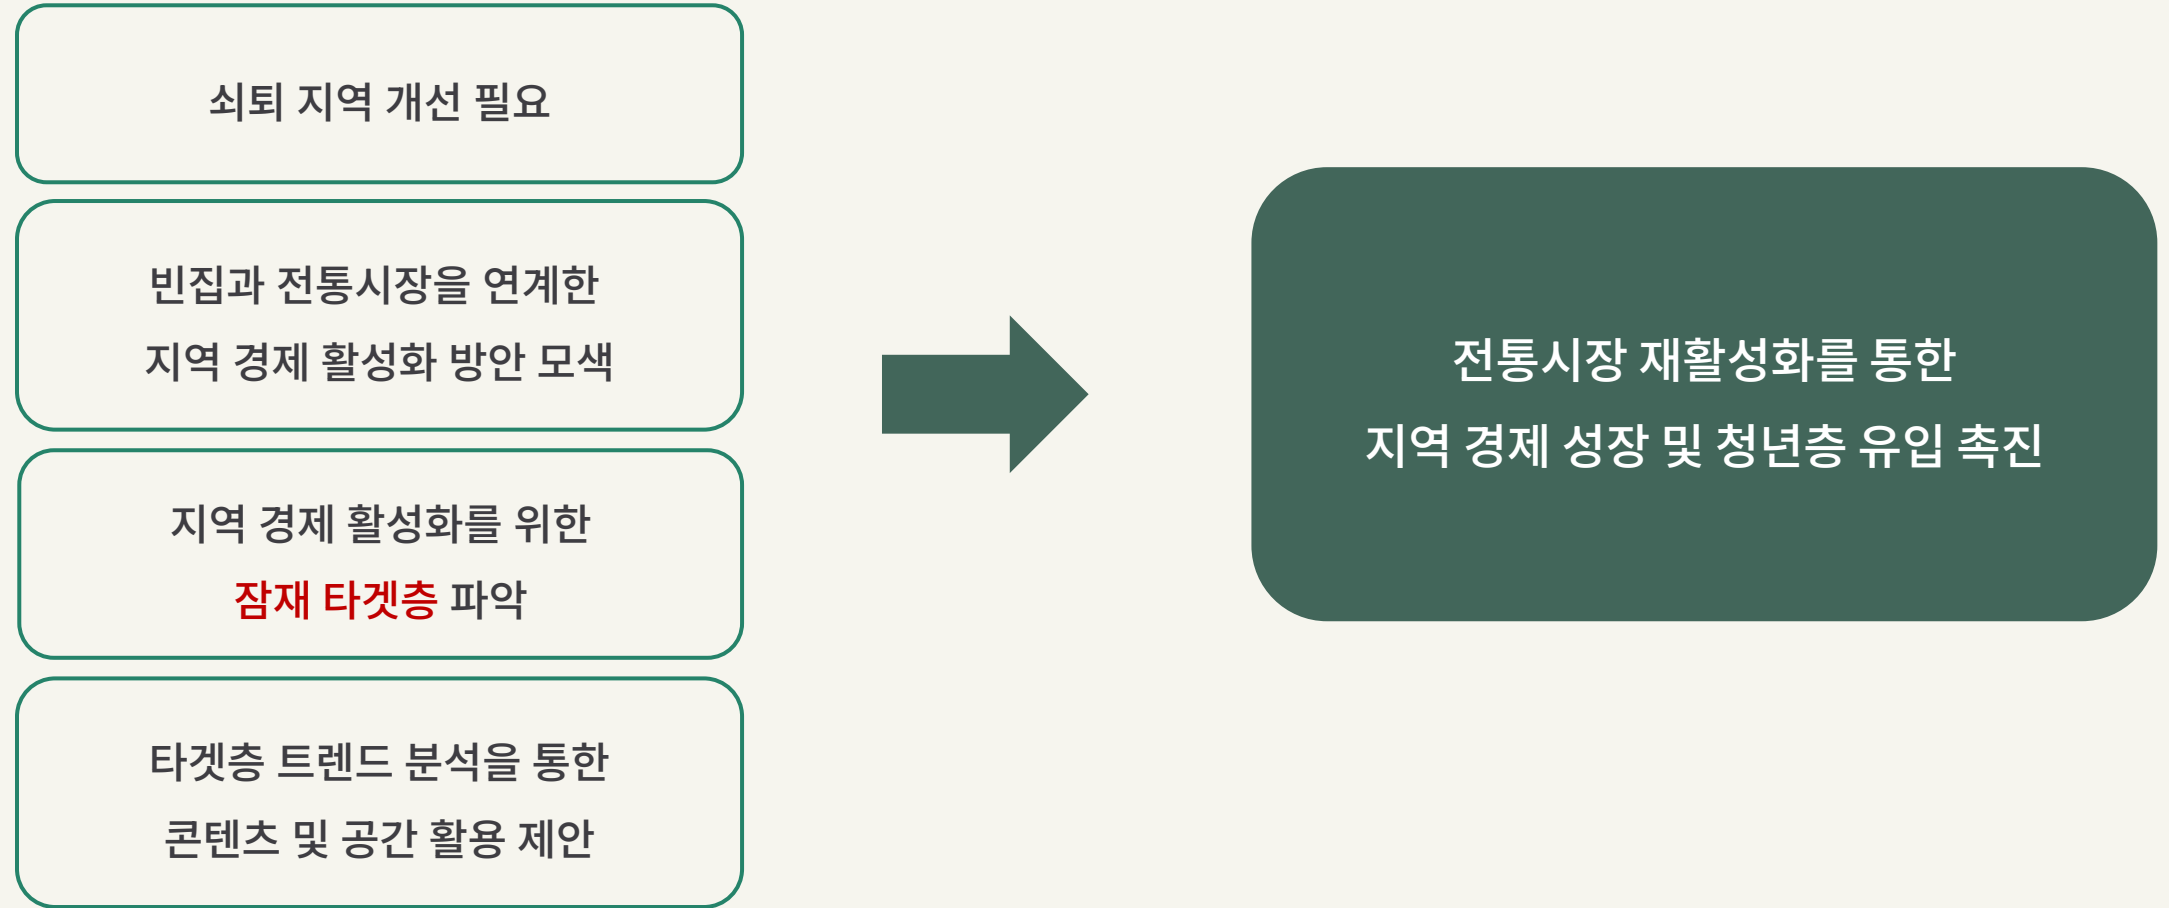 쇠퇴 지역 개선 필요
빈집과 전통시장을 연계한
지역 경제 활성화 방안 모색
지역 경제 활성화를 위한
잠재 타겟층 파악
타겟층 트렌드 분석을 통한
콘텐츠 및 공간 활용 제안
전통시장 재활성화를 통한
지역 경제 성장 및 청년층 유입 촉진